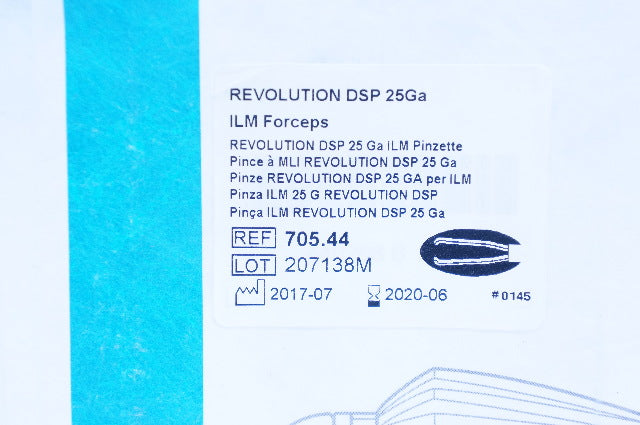 REVOLUTION DSP 25Ga
ILM Forceps
REVOLUTION DSP 25 Ga ILM Pinzette
Pince à MLI REVOLUTION DSP 25 Ga
Pinze REVOLUTION DSP 25 GA per ILM
Pinza ILM 25 G REVOLUTION DSP
Pinça ILM REVOLUTION DSP 25 Ga
REF 705.44
LOT 207138M
2017-07 2020-06 #0145